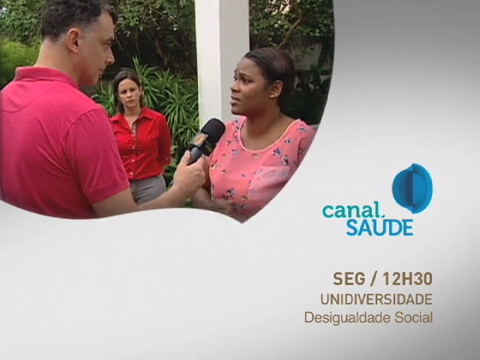 canal
SAÚDE
SEG / 12H30
UNIDIVERSIDADE
Desigualdade Social